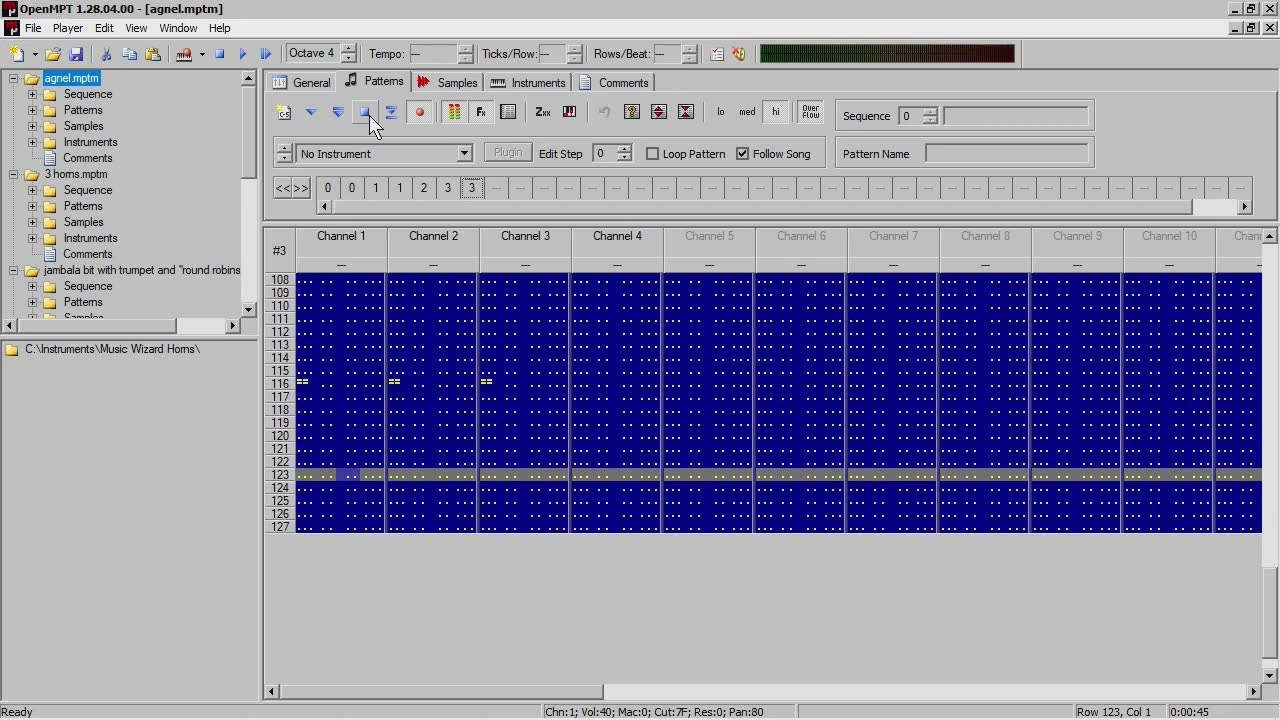 OpenMPT 1.28.04.00 - [agnel.mptm]
File Player Edit View Window Help
Octave 4 Tempo: --- Ticks/Row: --- Rows/Beat: ---
agnel.mptm
Sequence
Patterns
Samples
Instruments
Comments
3 horns.mptm
Sequence
Patterns
Samples
Instruments
Comments
jambala bit with trumpet and "round robins
Sequence
Patterns
Samples
C:\Instruments\Music Wizard Horns\
General Patterns Samples Instruments Comments
C-5 Fx Zxx lo med hi Over Flow Sequence 0
No Instrument Plugin Edit Step 0 Loop Pattern Follow Song Pattern Name
<< >> 0 0 1 1 2 3 3 --- --- --- --- --- --- --- --- --- --- --- --- --- --- --- --- --- --- --- --- --- --- --- --- --- ---
#3 Channel 1 Channel 2 Channel 3 Channel 4 Channel 5 Channel 6 Channel 7 Channel 8 Channel 9 Channel 10 Chann
--- --- --- --- --- --- --- --- --- --- -
108
109
110
111
112
113
114
115
116 == == ==
117
118
119
120
121
122
123
124
125
126
127
Ready Chn:1; Vol:40; Mac:0; Cut:7F; Res:0; Pan:80 Row 123, Col 1 0:00:45